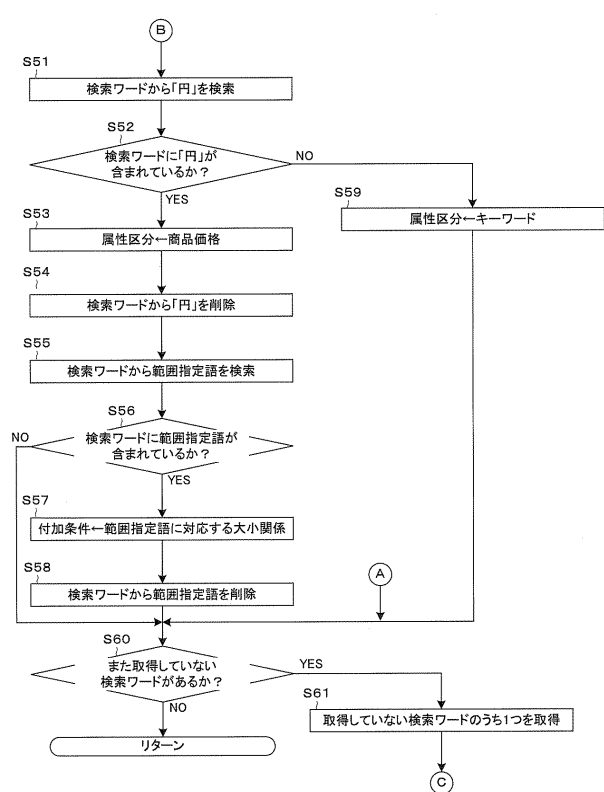 B
S51
検索ワードから「円」を検索
S52
検索ワードに「円」が
含まれているか?
NO
YES
S59
属性区分←キーワード
S53
属性区分←商品価格
S54
検索ワードから「円」を削除
S55
検索ワードから範囲指定語を検索
S56
NO
検索ワードに範囲指定語が
含まれているか?
YES
S57
付加条件←範囲指定語に対応する大小関係
S58
検索ワードから範囲指定語を削除
A
S60
また取得していない
検索ワードがあるか?
YES
NO
S61
取得していない検索ワードのうち1つを取得
リターン
C